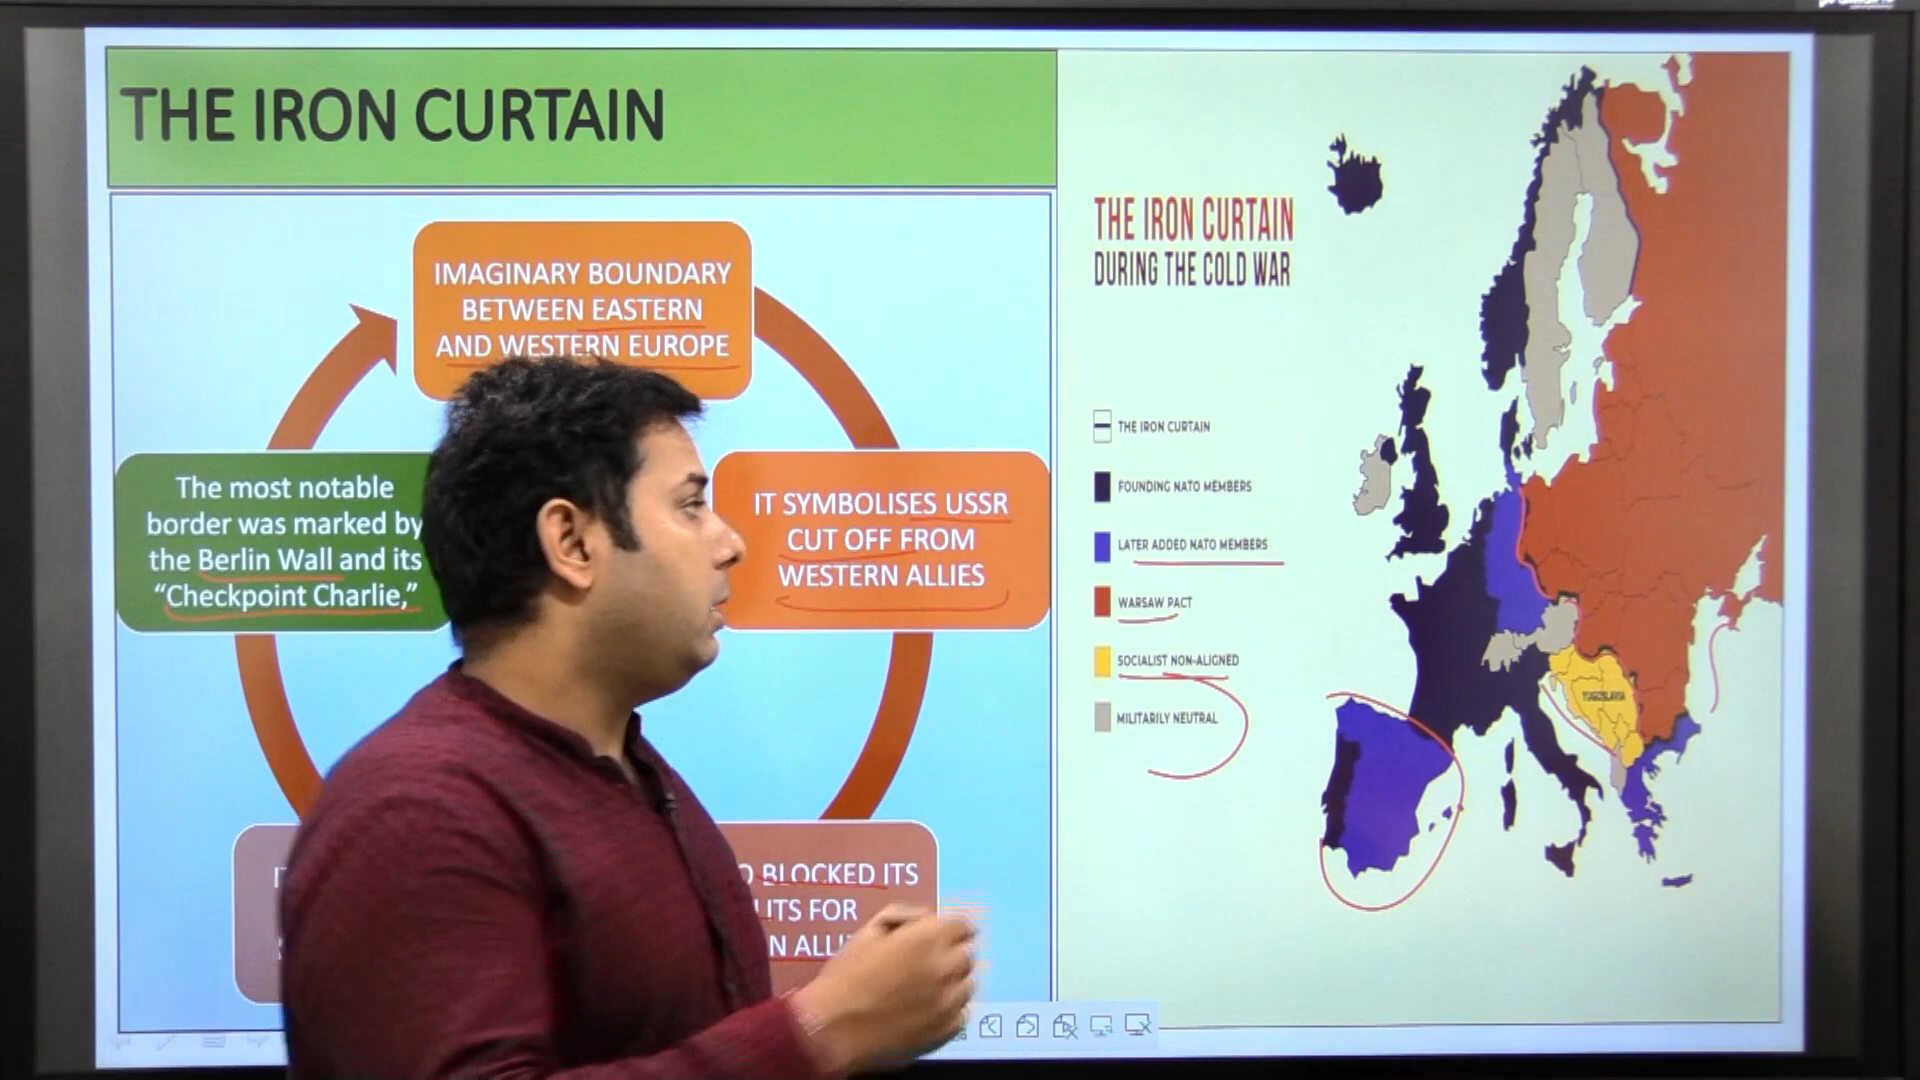 THE IRON CURTAIN
IMAGINARY BOUNDARY
BETWEEN EASTERN
AND WESTERN EUROPE
The most notable
border was marked by
the Berlin Wall and its
“Checkpoint Charlie,”
IT SYMBOLISES USSR
CUT OFF FROM
WESTERN ALLIES
BLOCKED ITS
FOR
THE IRON CURTAIN
DURING THE COLD WAR
THE IRON CURTAIN
FOUNDING NATO MEMBERS
LATER ADDED NATO MEMBERS
WARSAW PACT
SOCIALIST NON-ALIGNED
MILITARILY NEUTRAL
YUGOSLAVIA